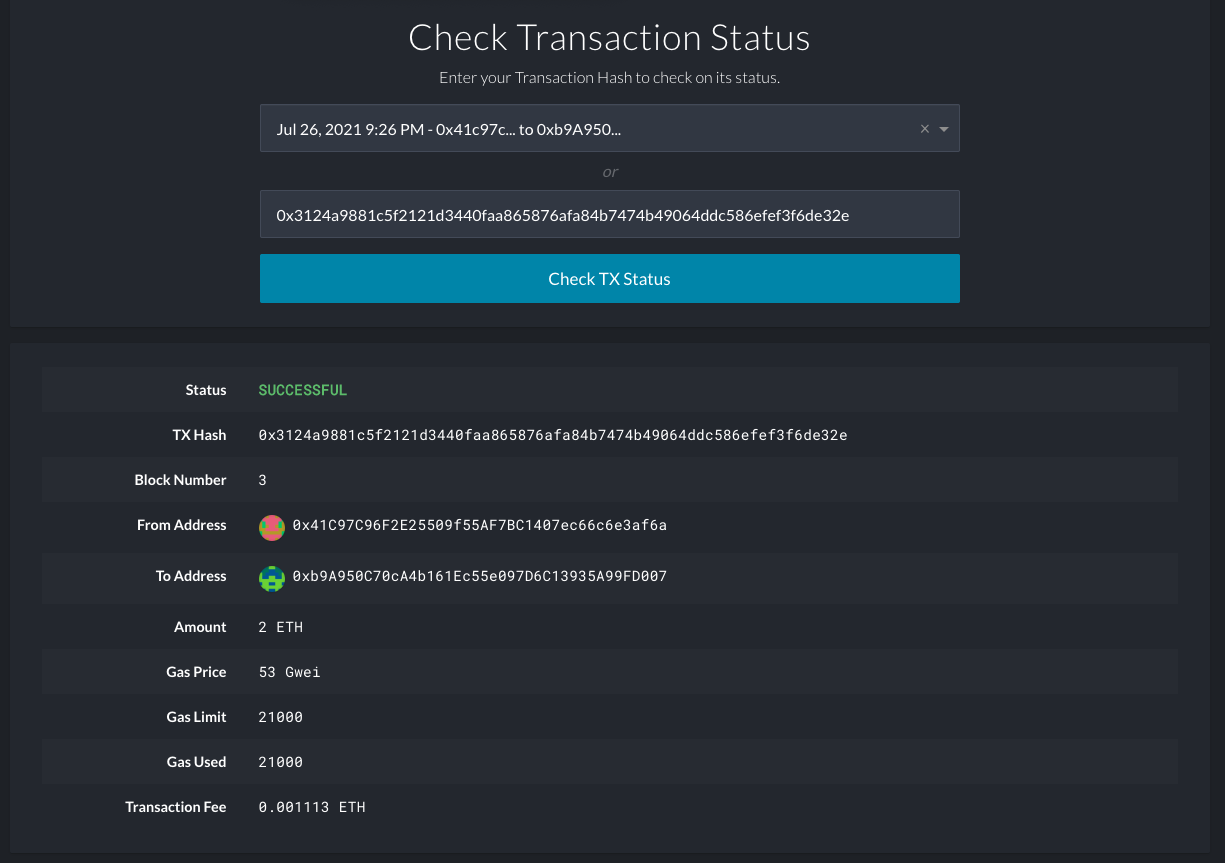 Check Transaction Status
Enter your Transaction Hash to check on its status.
Jul 26, 2021 9:26 PM - 0x41c97c... to 0xb9A950...
or
0x3124a9881c5f2121d3440faa865876afa84b7474b49064ddc586efef3f6de32e
Check TX Status
Status SUCCESSFUL
TX Hash 0x3124a9881c5f2121d3440faa865876afa84b7474b49064ddc586efef3f6de32e
Block Number 3
From Address 0x41C97C96F2E25509f55AF7BC1407ec66c6e3af6a
To Address 0xb9A950C70cA4b161Ec55e097D6C13935A99FD007
Amount 2 ETH
Gas Price 53 Gwei
Gas Limit 21000
Gas Used 21000
Transaction Fee 0.001113 ETH